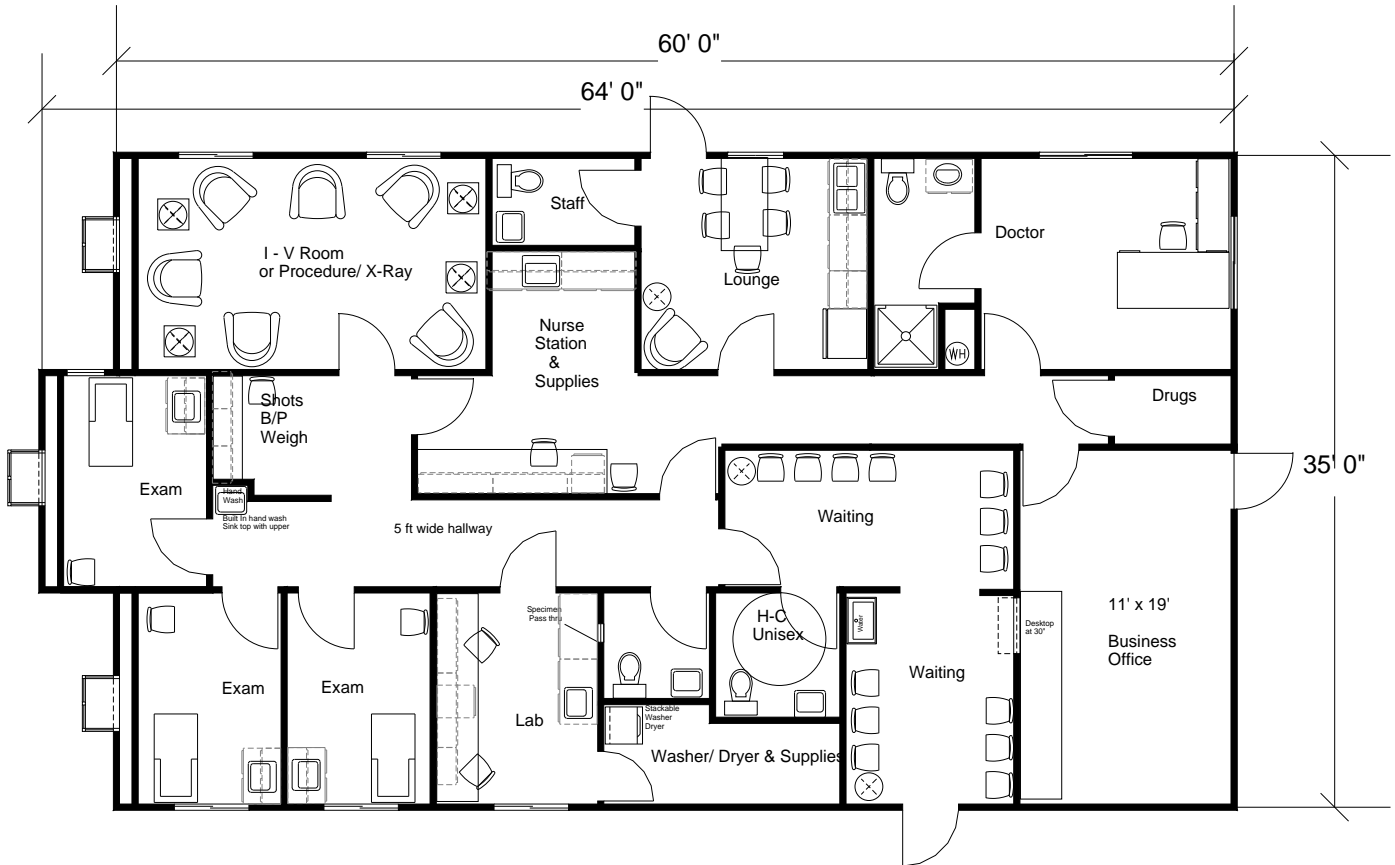 60' 0"
64' 0"
Staff
I - V Room
or Procedure/ X-Ray
Lounge
Doctor
Nurse
Station
&
Supplies
WH
Shots
B/P
Weigh
Drugs
35' 0"
Exam
Hand
Wash
Built In hand wash
Sink top with upper
5 ft wide hallway
Waiting
Specimen
Pass thru
H-C
Unisex
Water
Desktop
at 30"
11' x 19'
Business
Office
Exam
Exam
Lab
Stackable
Washer
Dryer
Washer/ Dryer & Supplies
Waiting